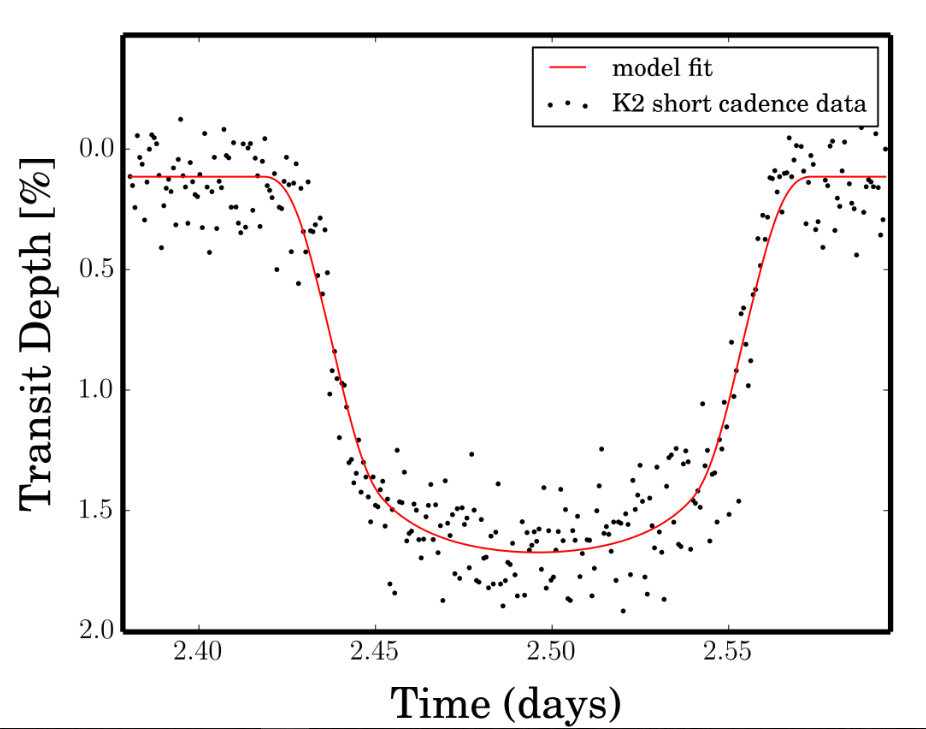 model fit
K2 short cadence data
0.0
0.5
1.0
1.5
2.0
Transit Depth [%]
2.40
2.45
2.50
2.55
Time (days)